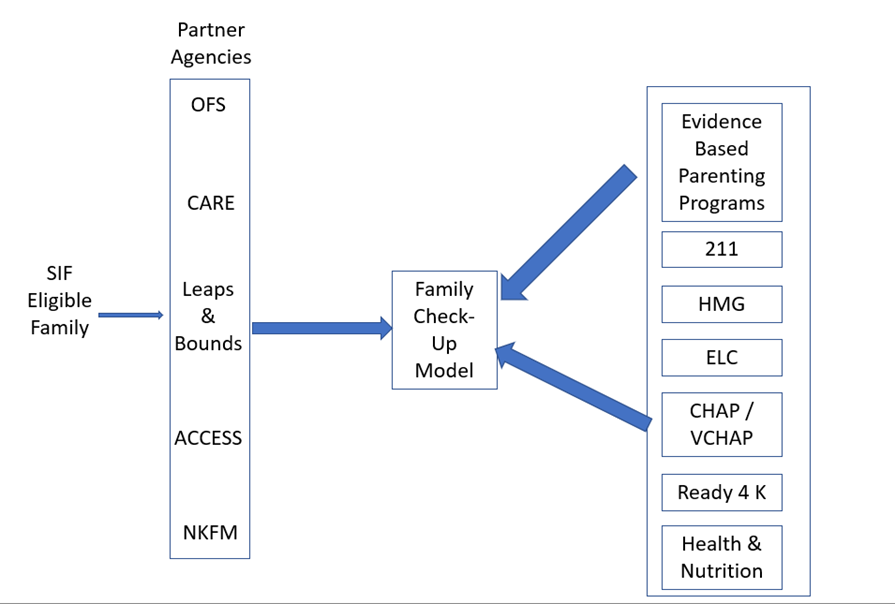 Partner
Agencies
OFS
CARE
Leaps
&
Bounds
ACCESS
NKFM
SIF
Eligible
Family
Family
Check-
Up
Model
Evidence
Based
Parenting
Programs
211
HMG
ELC
CHAP /
VCHAP
Ready 4 K
Health &
Nutrition